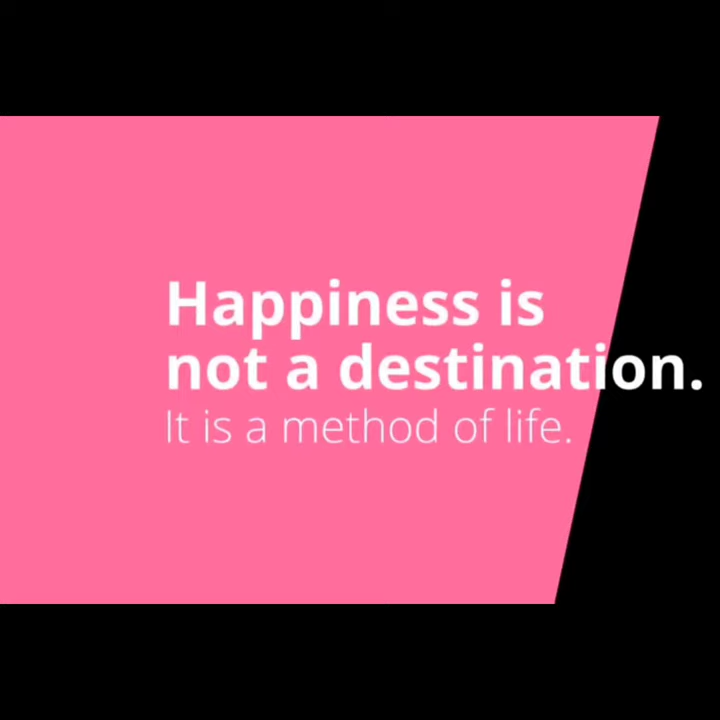 Happiness is
not a destination.
It is a method of life.